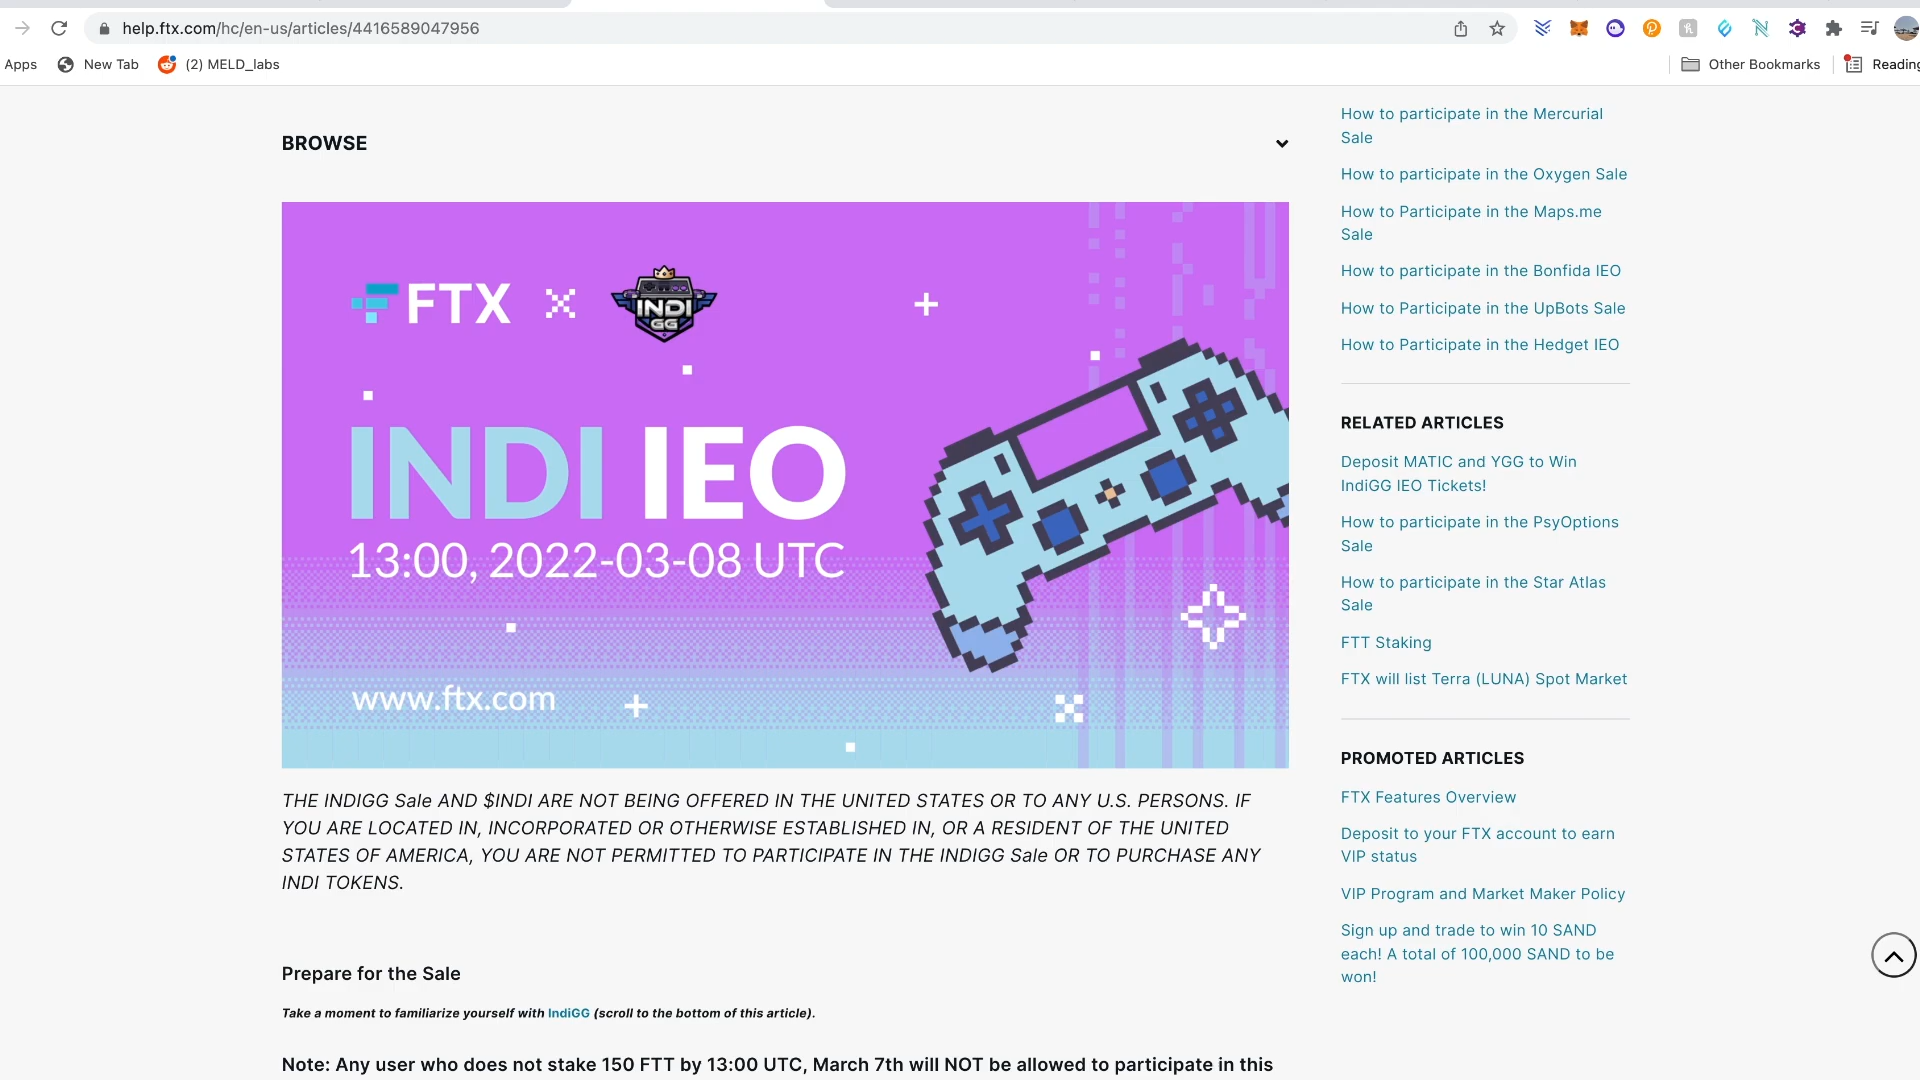 help.ftx.com/hc/en-us/articles/4416589047956
Apps
New Tab
(2) MELD_labs
Other Bookmarks
Reading
BROWSE
FTX
INDI
GG
INDI IEO
13:00, 2022-03-08 UTC
www.ftx.com
THE INDIGG Sale AND $INDI ARE NOT BEING OFFERED IN THE UNITED STATES OR TO ANY U.S. PERSONS. IF
YOU ARE LOCATED IN, INCORPORATED OR OTHERWISE ESTABLISHED IN, OR A RESIDENT OF THE UNITED
STATES OF AMERICA, YOU ARE NOT PERMITTED TO PARTICIPATE IN THE INDIGG Sale OR TO PURCHASE ANY
INDI TOKENS.
Prepare for the Sale
Take a moment to familiarize yourself with IndiGG (scroll to the bottom of this article).
Note: Any user who does not stake 150 FTT by 13:00 UTC, March 7th will NOT be allowed to participate in this
How to participate in the Mercurial
Sale
How to participate in the Oxygen Sale
How to Participate in the Maps.me
Sale
How to participate in the Bonfida IEO
How to Participate in the UpBots Sale
How to Participate in the Hedget IEO
RELATED ARTICLES
Deposit MATIC and YGG to Win
IndiGG IEO Tickets!
How to participate in the PsyOptions
Sale
How to participate in the Star Atlas
Sale
FTT Staking
FTX will list Terra (LUNA) Spot Market
PROMOTED ARTICLES
FTX Features Overview
Deposit to your FTX account to earn
VIP status
VIP Program and Market Maker Policy
Sign up and trade to win 10 SAND
each! A total of 100,000 SAND to be
won!